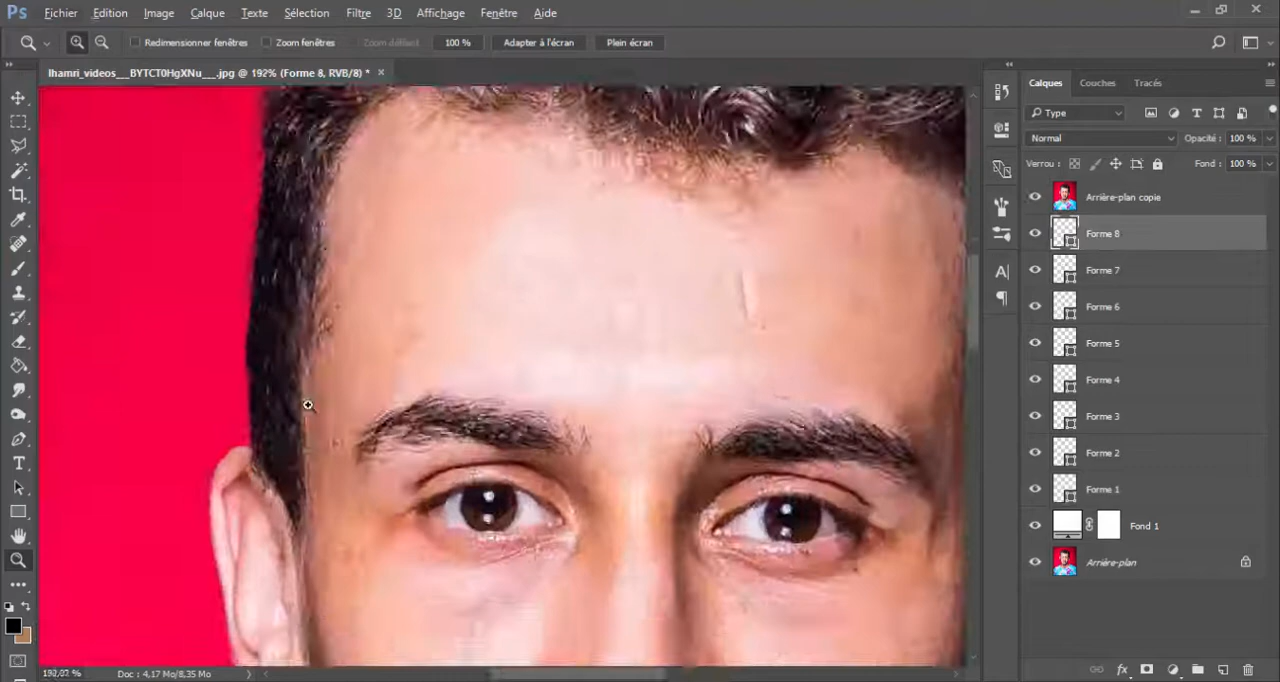 Ps Fichier Edition Image Calque Texte Sélection Filtre 3D Affichage Fenêtre Aide
Redimensionner fenêtres Zoom fenêtres Zoom défilant 100 % Adapter à l'écran Plein écran
lhamri_videos___BYTCT0HgXNu___.jpg @ 192% (Forme 8, RVB/8) * ×
Calques Couches Tracés
Type
Normal Opacité : 100 %
Verrou : Fond : 100 %
Arrière-plan copie
Forme 8
Forme 7
Forme 6
Forme 5
Forme 4
Forme 3
Forme 2
Forme 1
Fond 1
Arrière-plan
Doc : 4,17 Mo/8,35 Mo